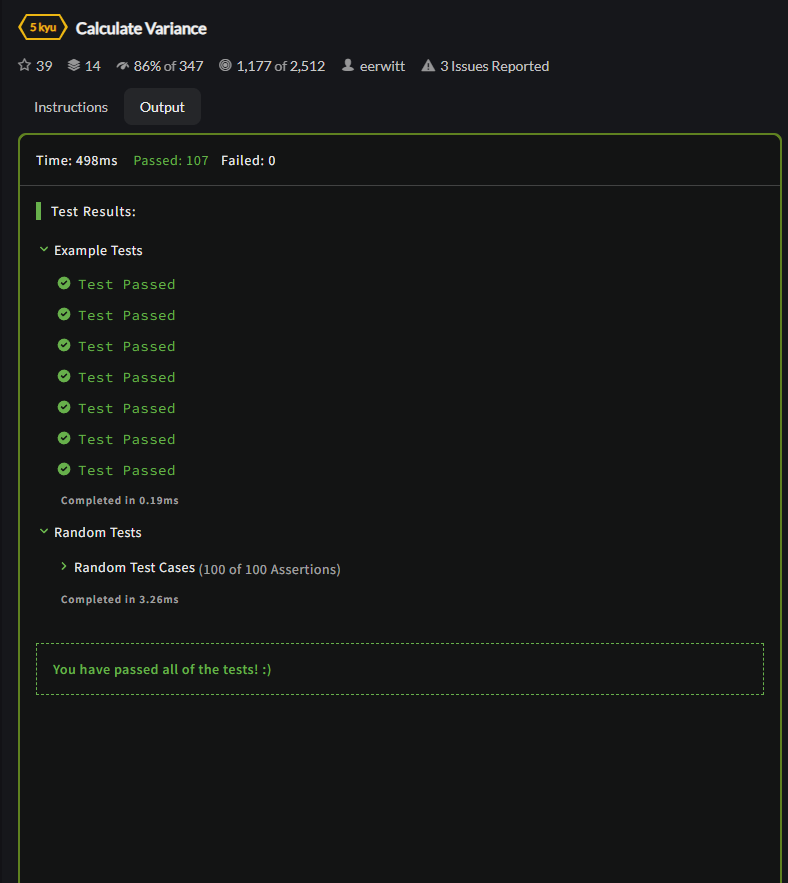 5 kyu Calculate Variance
39 14 86% of 347 1,177 of 2,512 eerwitt 3 Issues Reported
Instructions Output
Time: 498ms Passed: 107 Failed: 0
Test Results:
Example Tests
Test Passed
Test Passed
Test Passed
Test Passed
Test Passed
Test Passed
Test Passed
Completed in 0.19ms
Random Tests
Random Test Cases (100 of 100 Assertions)
Completed in 3.26ms
You have passed all of the tests! :)